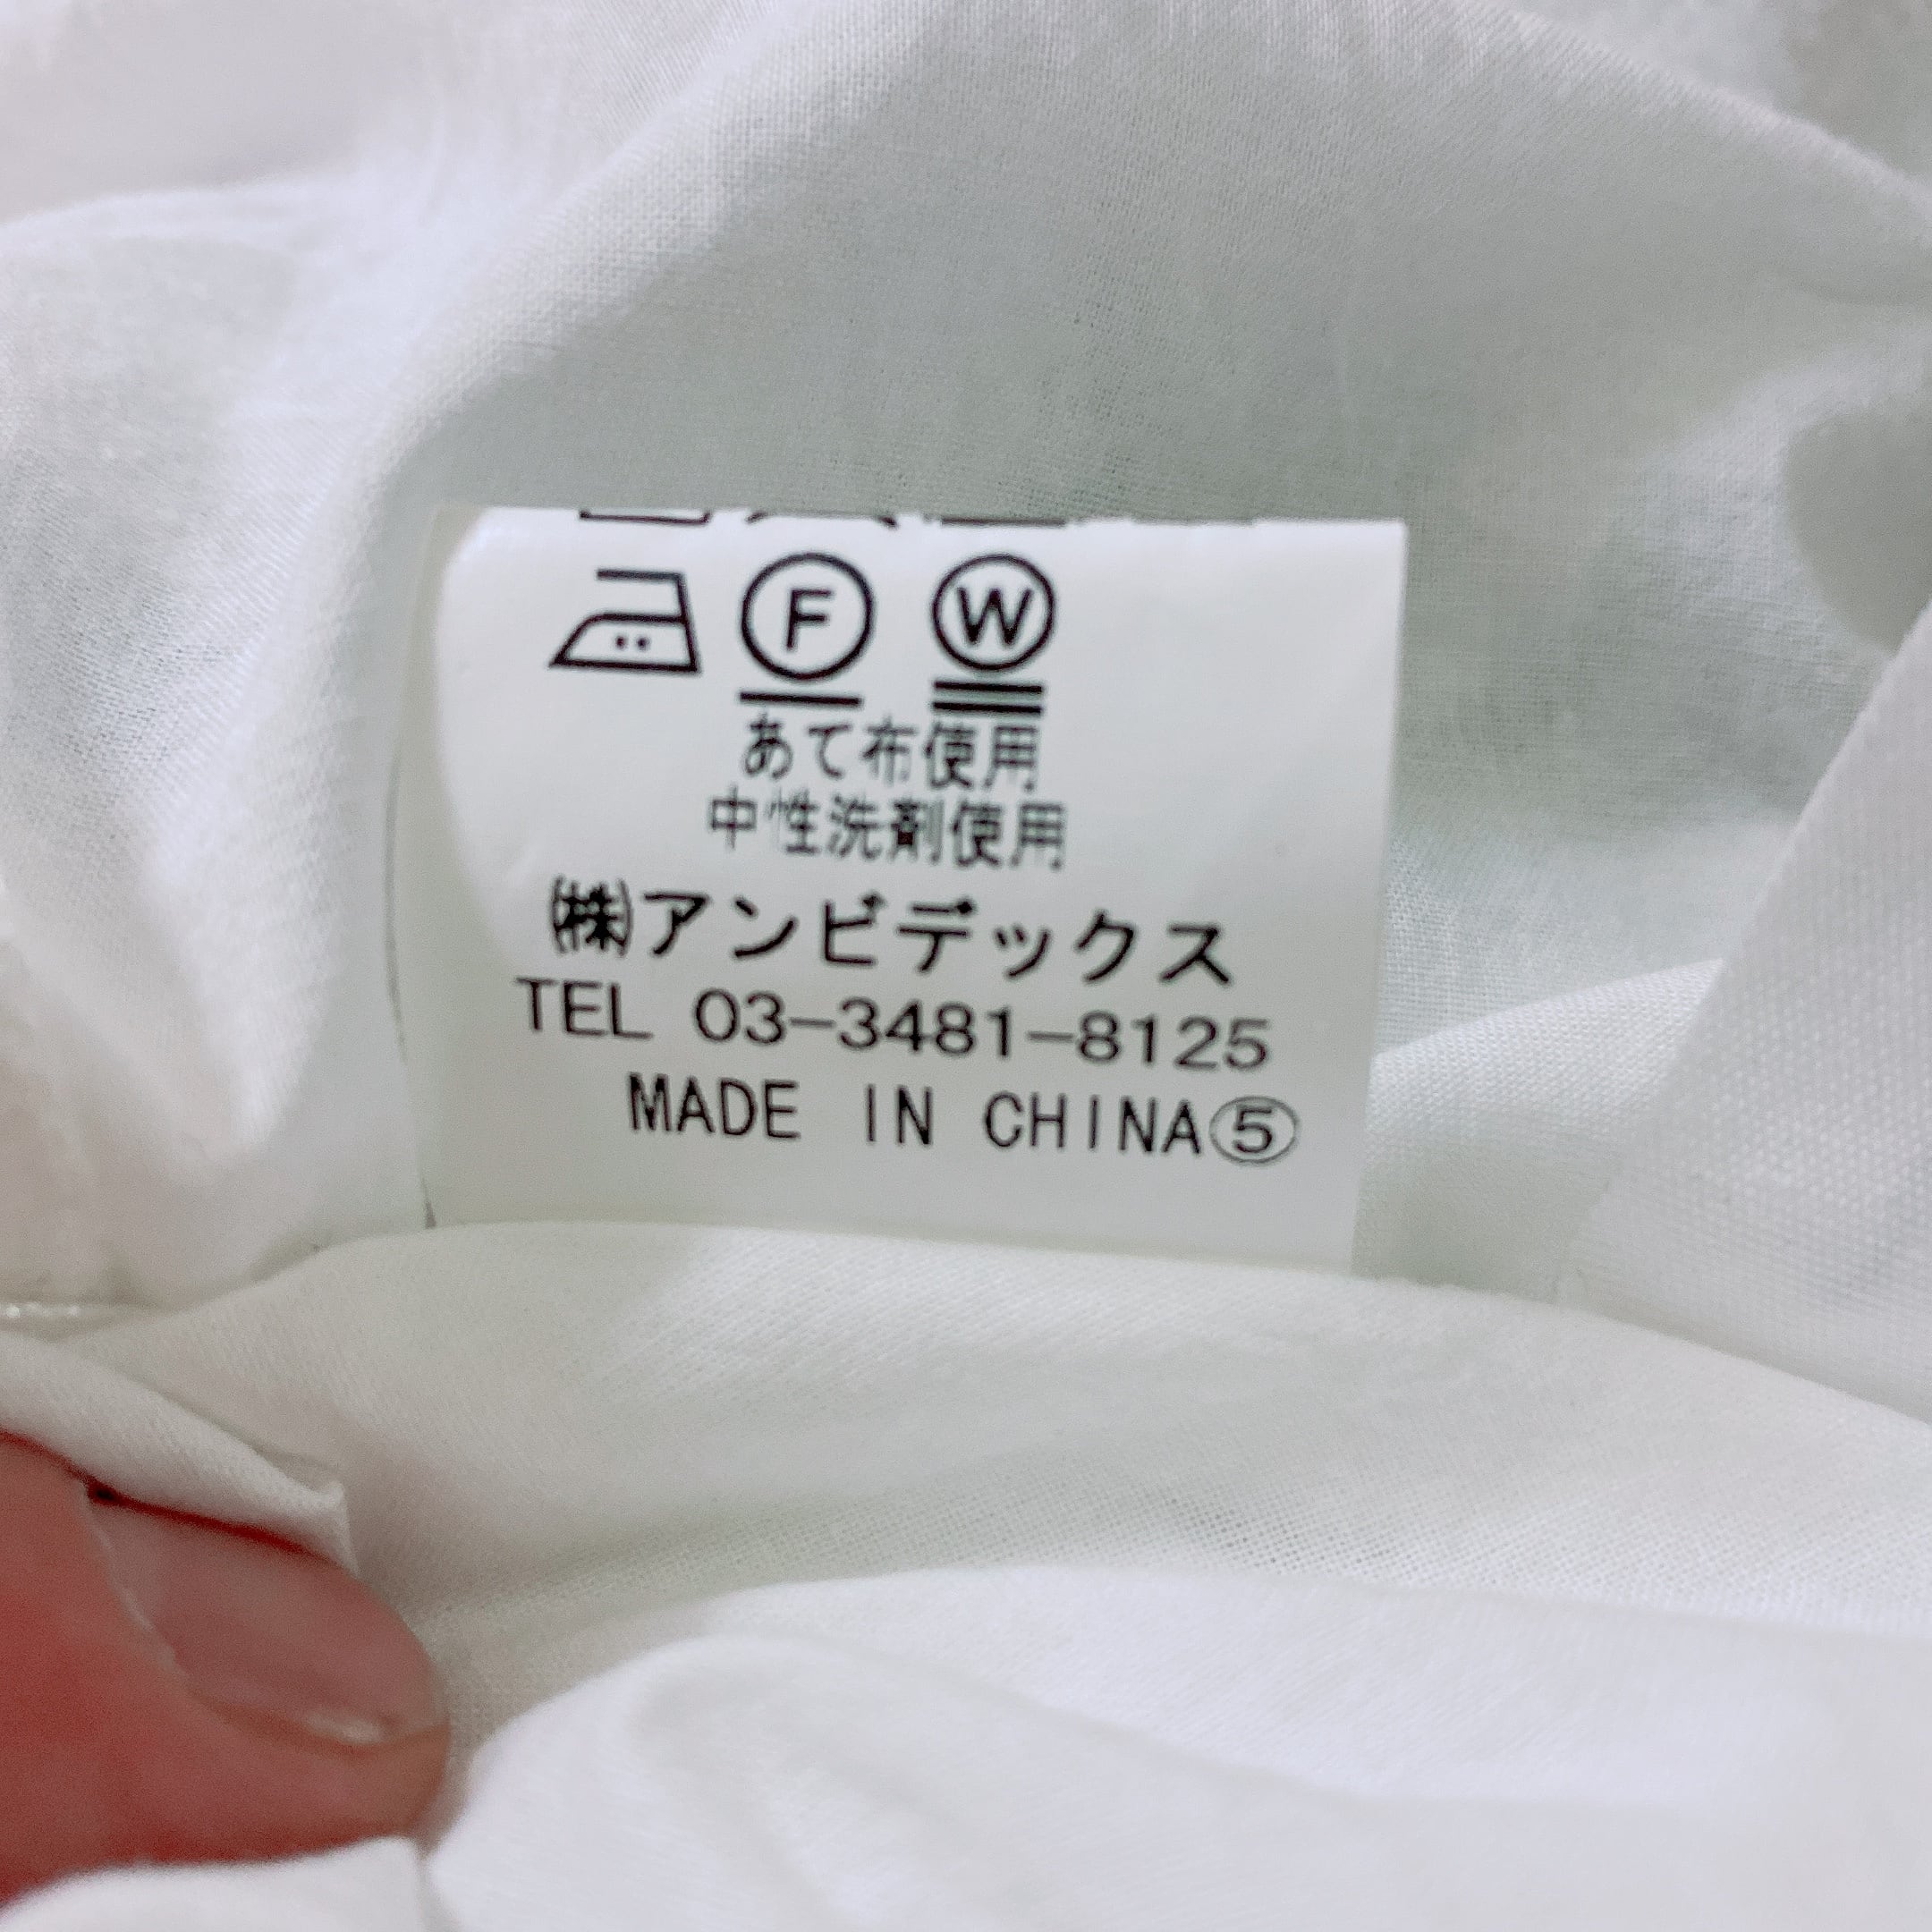 F W
あて布使用
中性洗剤使用
㈱アンビデックス
TEL 03-3481-8125
MADE IN CHINA⑤